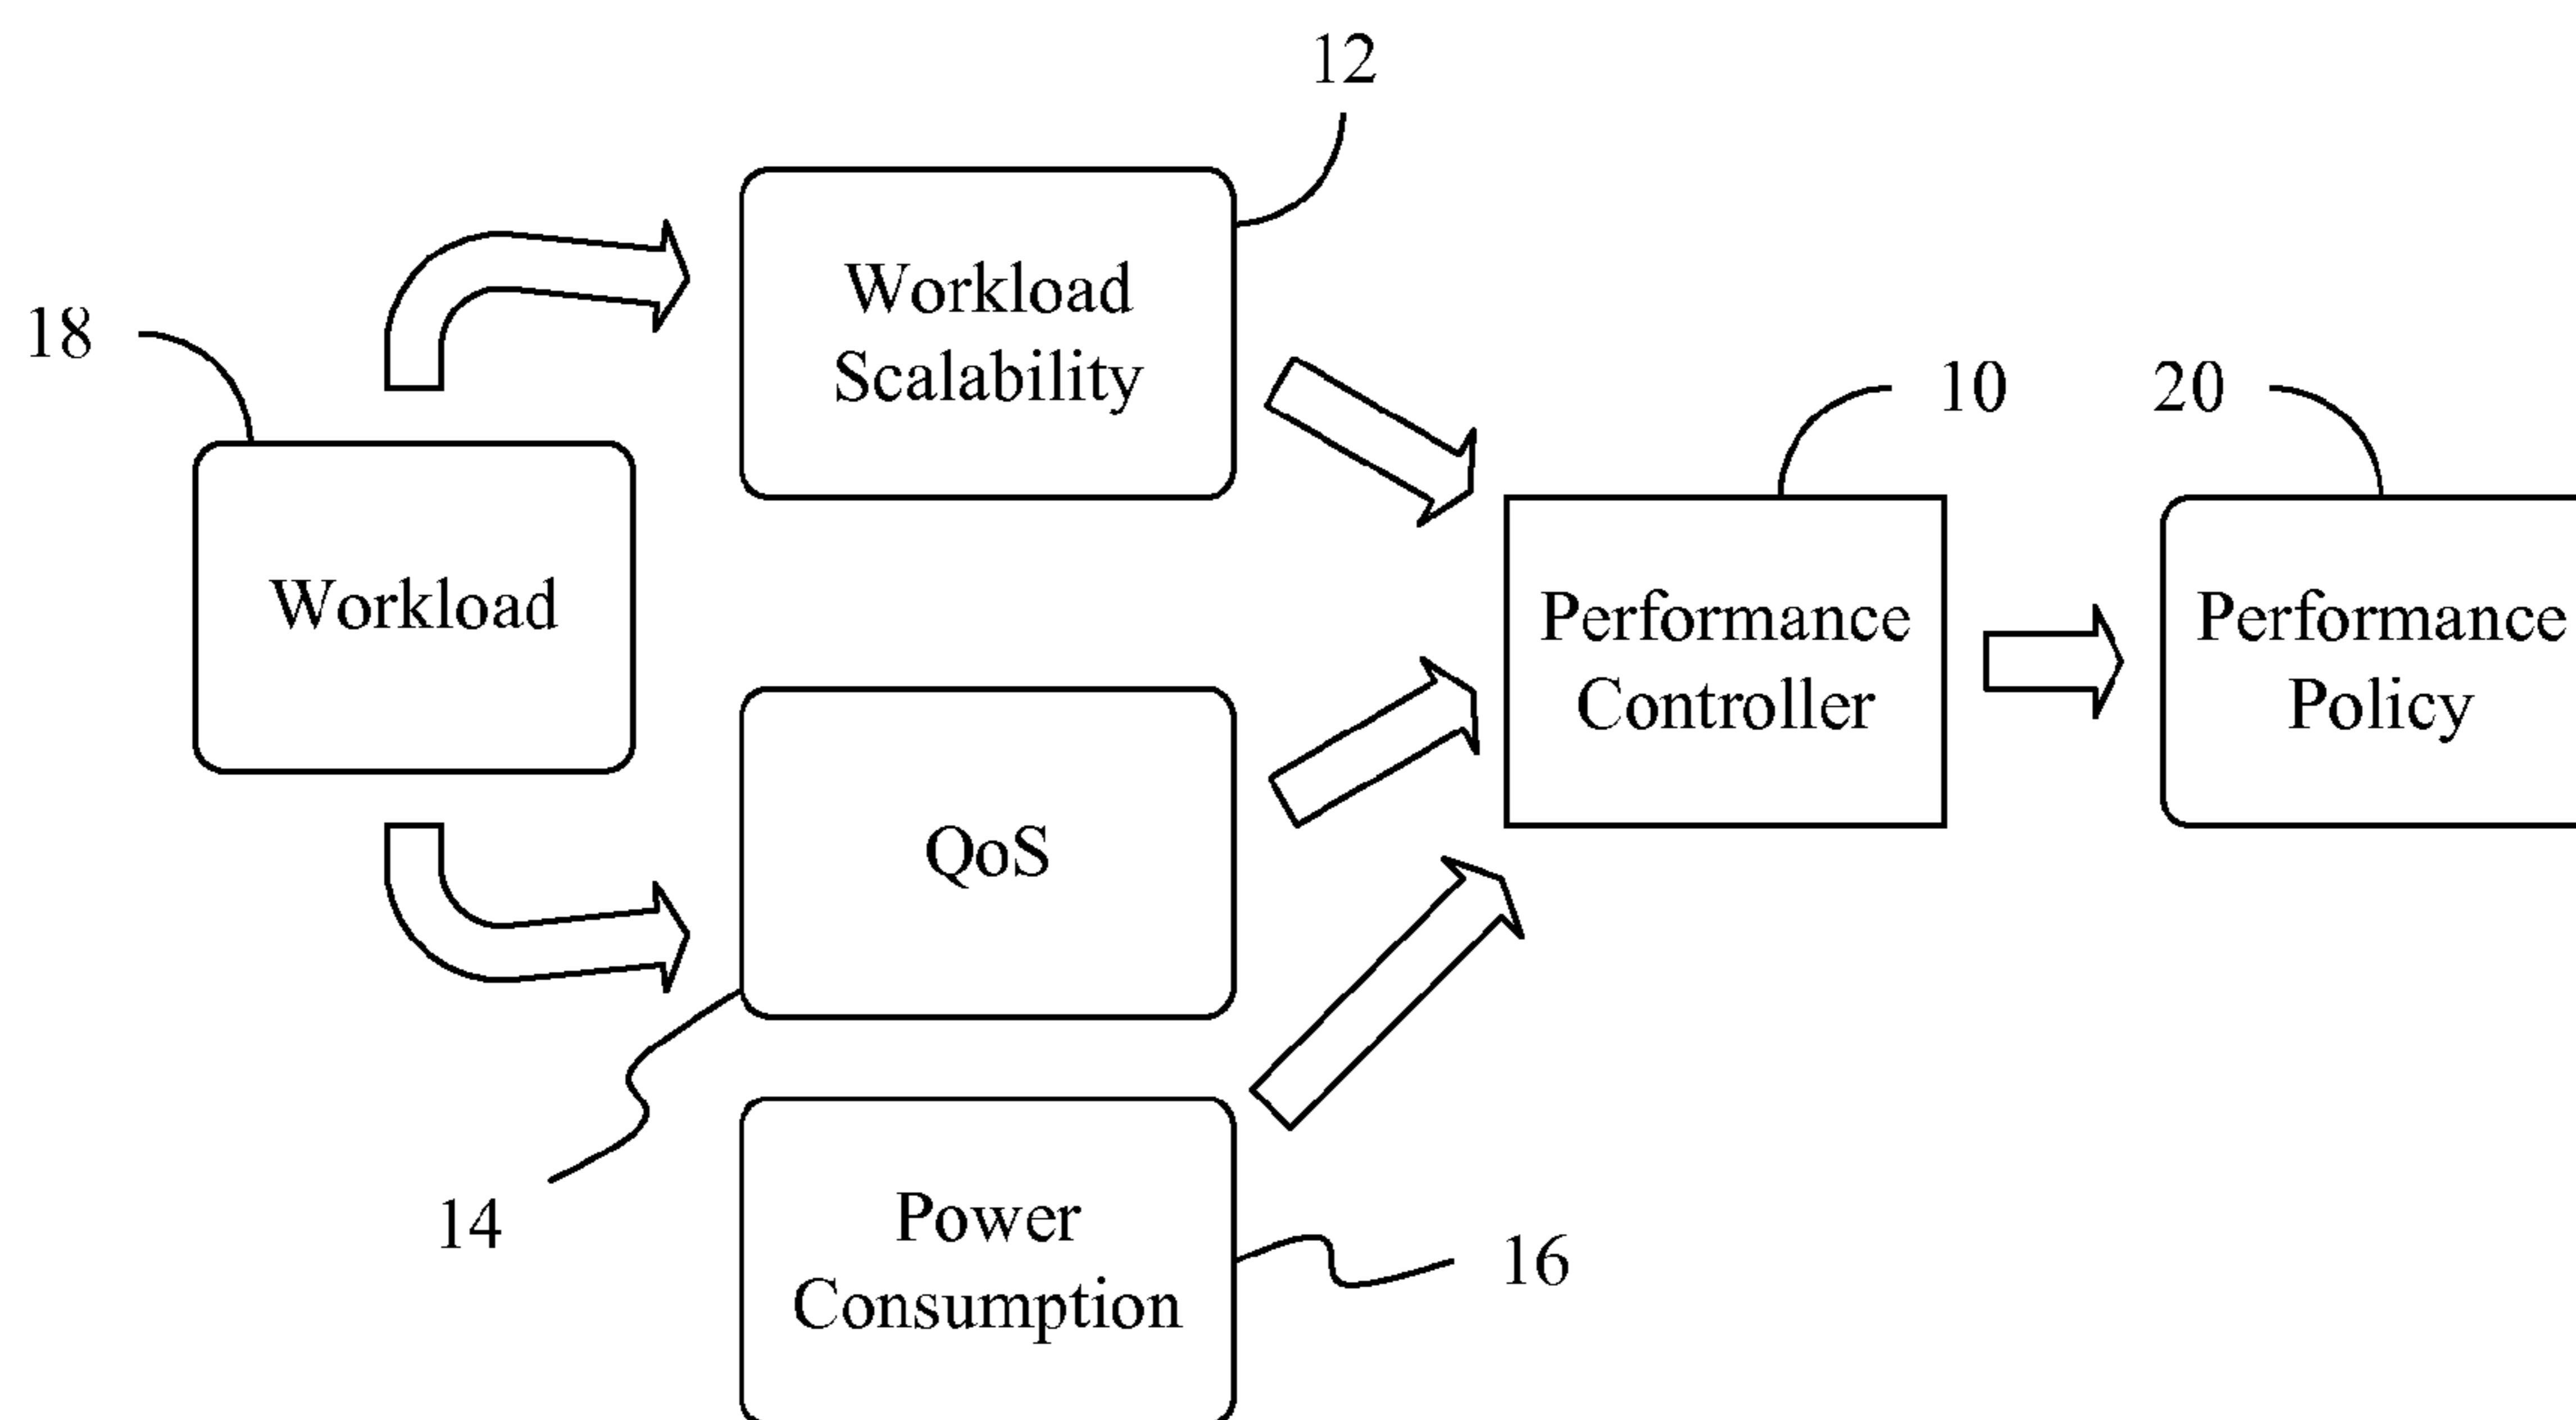 12
Workload
Scalability
18
10
20
Workload
Performance
Controller
Performance
Policy
QoS
14
Power
Consumption
16